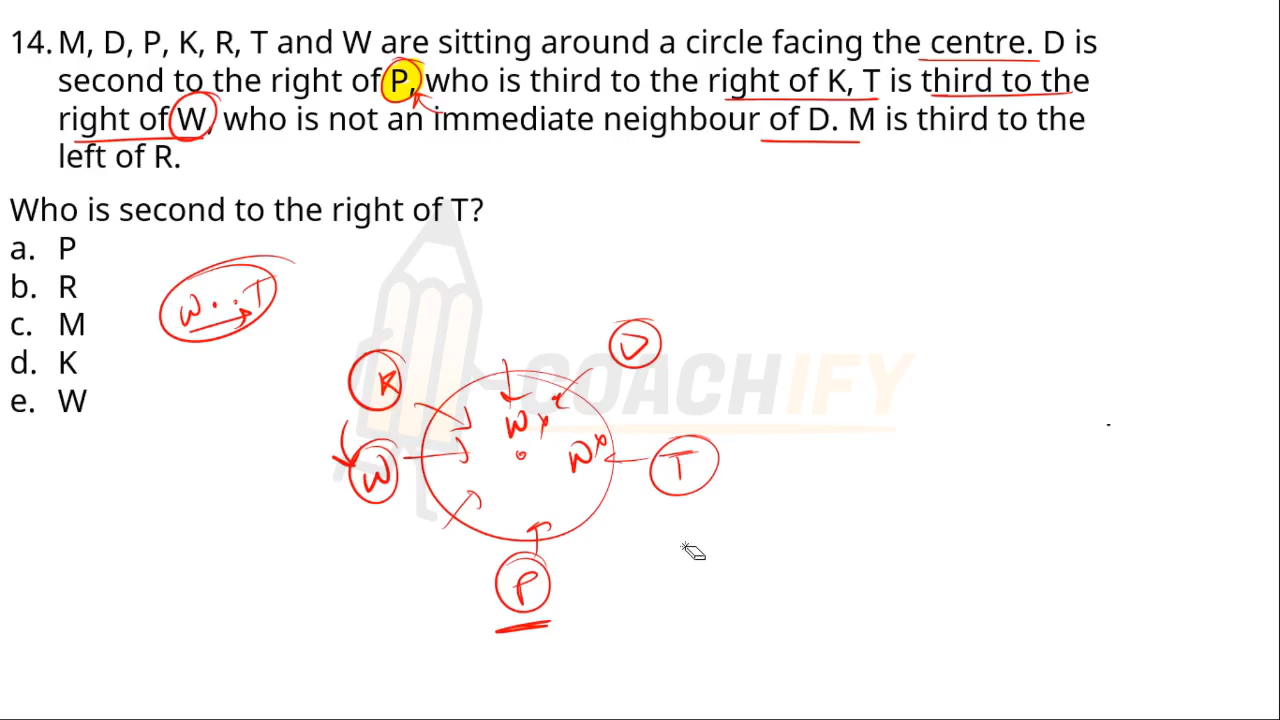 14. M, D, P, K, R, T and W are sitting around a circle facing the centre. D is
second to the right of P, who is third to the right of K, T is third to the
right of W, who is not an immediate neighbour of D. M is third to the
left of R.
Who is second to the right of T?
a. P
b. R
c. M
d. K
e. W
W . . T
D
K
COACHIFY
W x
W x
T
W
P